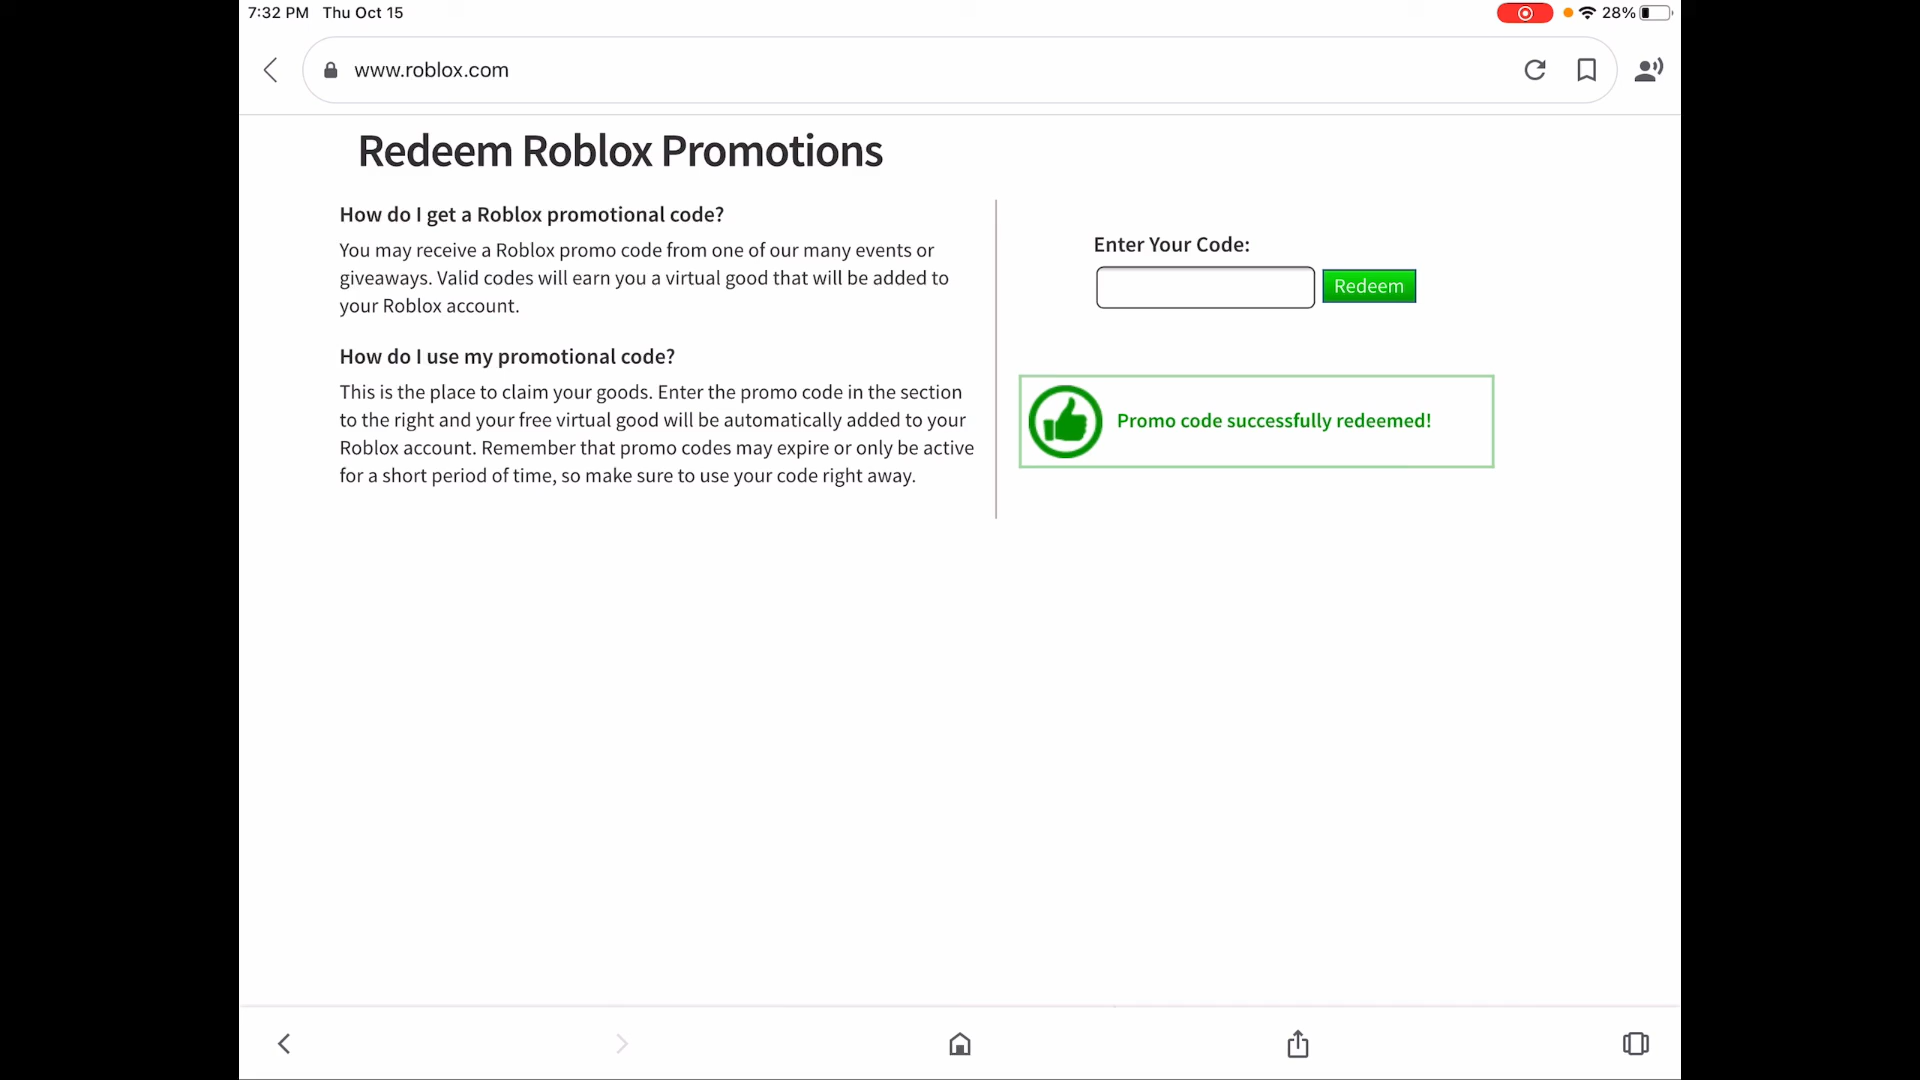 7:32 PM Thu Oct 15
28%
www.roblox.com
Redeem Roblox Promotions
How do I get a Roblox promotional code?
You may receive a Roblox promo code from one of our many events or
giveaways. Valid codes will earn you a virtual good that will be added to
your Roblox account.
How do I use my promotional code?
This is the place to claim your goods. Enter the promo code in the section
to the right and your free virtual good will be automatically added to your
Roblox account. Remember that promo codes may expire or only be active
for a short period of time, so make sure to use your code right away.
Enter Your Code:
Redeem
Promo code successfully redeemed!